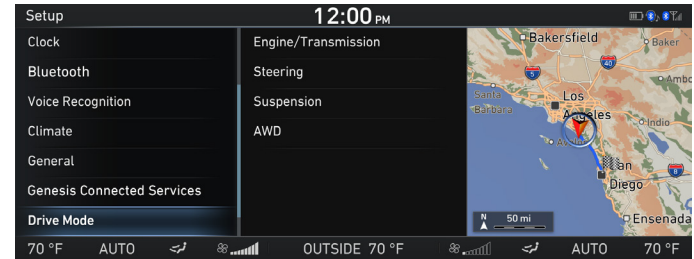 Setup
12:00 PM
Clock
Bluetooth
Voice Recognition
Climate
General
Genesis Connected Services
Drive Mode
Engine/Transmission
Steering
Suspension
AWD
Bakersfield
Baker
40
5
Santa
Barbara
Los
Angeles
Indio
San
Diego
8
Ensenada
N
50 mi
70 °F
AUTO
OUTSIDE 70 °F
AUTO
70 °F